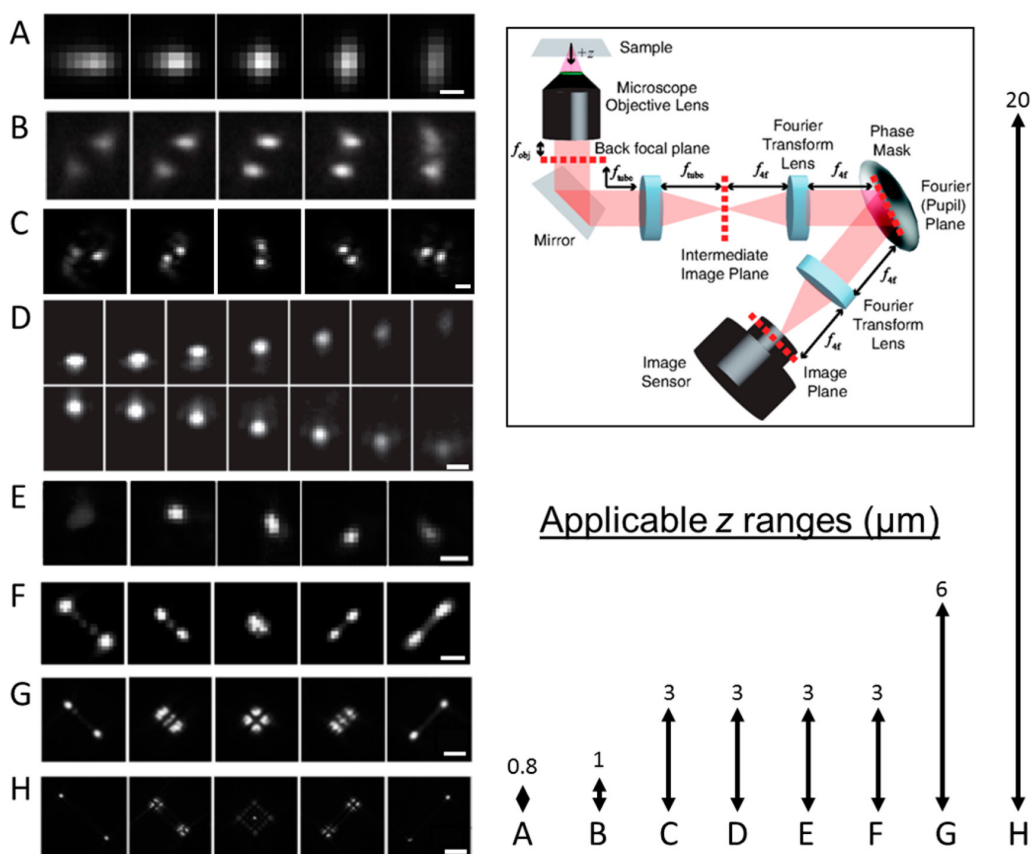 A
B
C
D
E
F
G
H
Sample
+z
Microscope
Objective Lens
f_obj
Back focal plane
f_tube
f_tube
f_4f
f_4f
Fourier
Transform
Lens
Phase
Mask
Fourier
(Pupil)
Plane
Mirror
Intermediate
Image Plane
f_4f
Fourier
Transform
Lens
f_4f
Image
Sensor
Image
Plane
Applicable z ranges (µm)
0.8
1
3
3
3
3
6
20
A
B
C
D
E
F
G
H